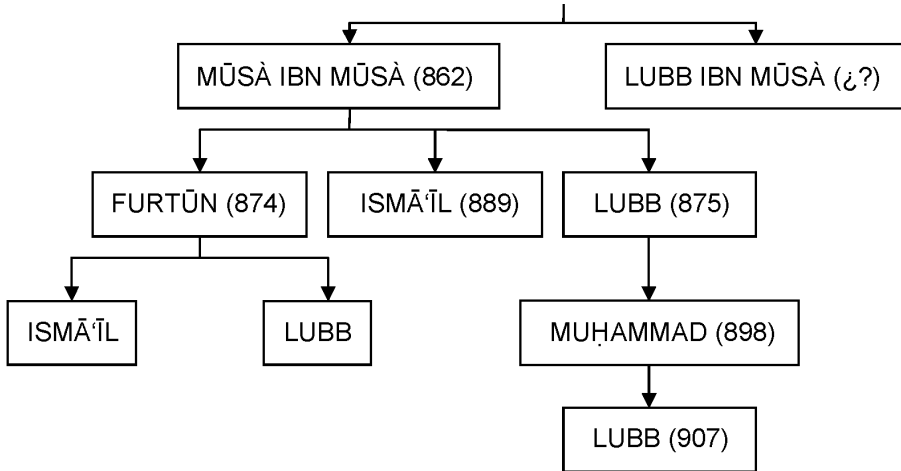 MŪSÀ IBN MŪSÀ (862)
LUBB IBN MŪSÀ (¿?)
FURTŪN (874)
ISMĀ‘ĪL (889)
LUBB (875)
ISMĀ‘ĪL
LUBB
MUḤAMMAD (898)
LUBB (907)